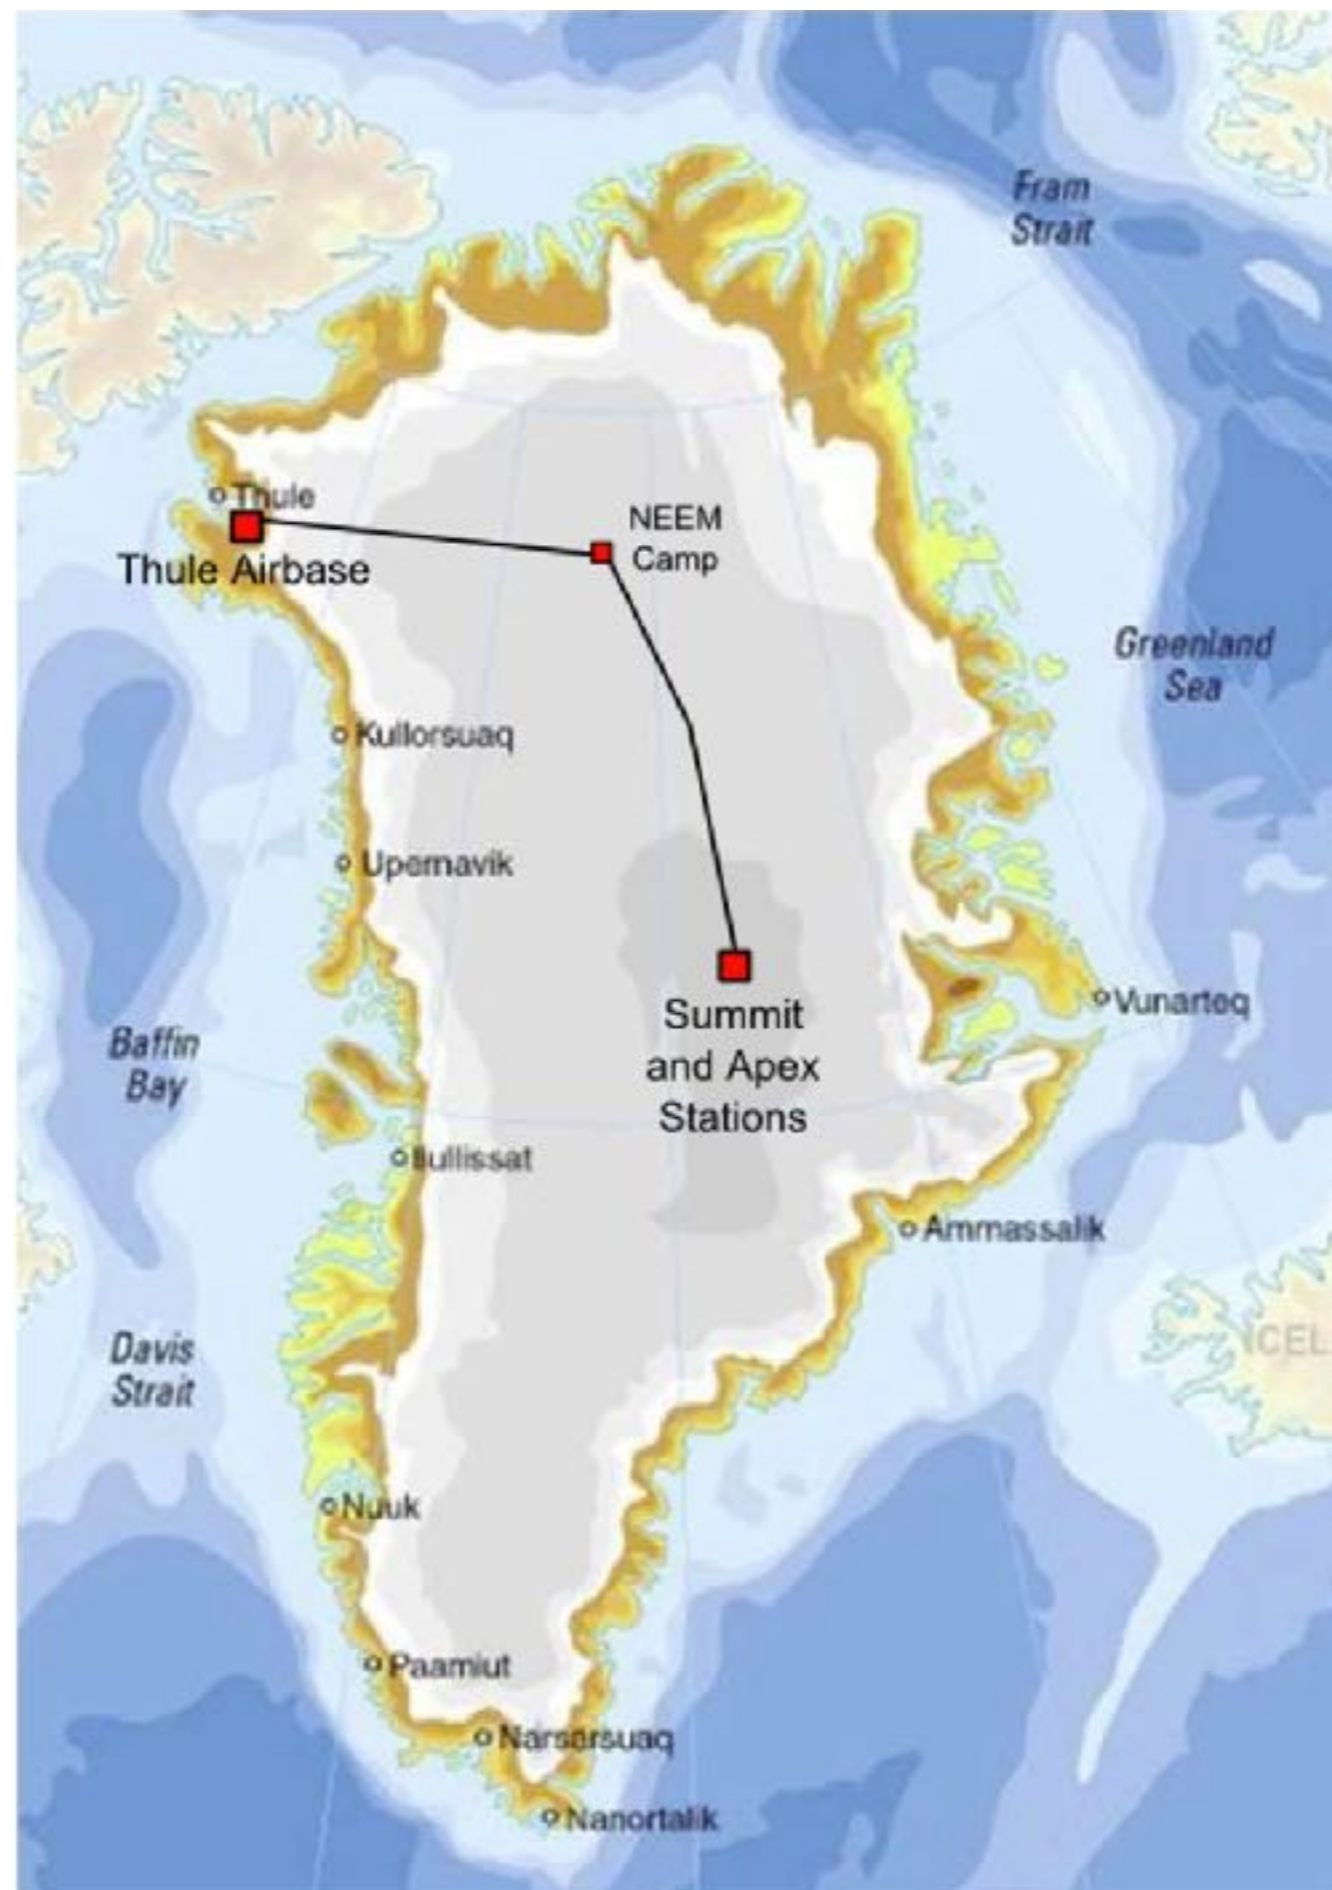 Fram
Strait
Thule
Thule Airbase
NEEM
Camp
Greenland
Sea
Kullorsuaq
Upernavik
Summit
and Apex
Stations
Vunarteq
Baffin
Bay
Ilullissat
Ammassalik
Davis
Strait
ICEL
Nuuk
Paamiut
Narsarsuaq
Nanortalik